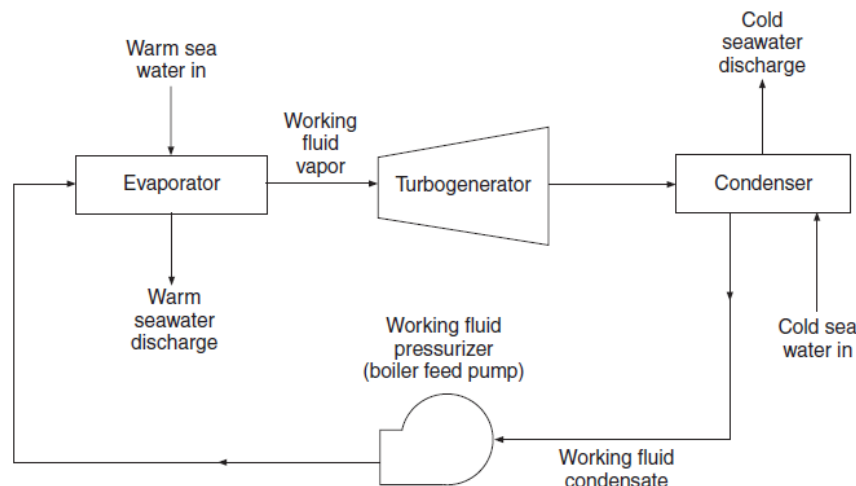 Warm sea
water in
Cold
seawater
discharge
Working
fluid
vapor
Evaporator
Turbogenerator
Condenser
Warm
seawater
discharge
Working fluid
pressurizer
(boiler feed pump)
Cold sea
water in
Working fluid
condensate